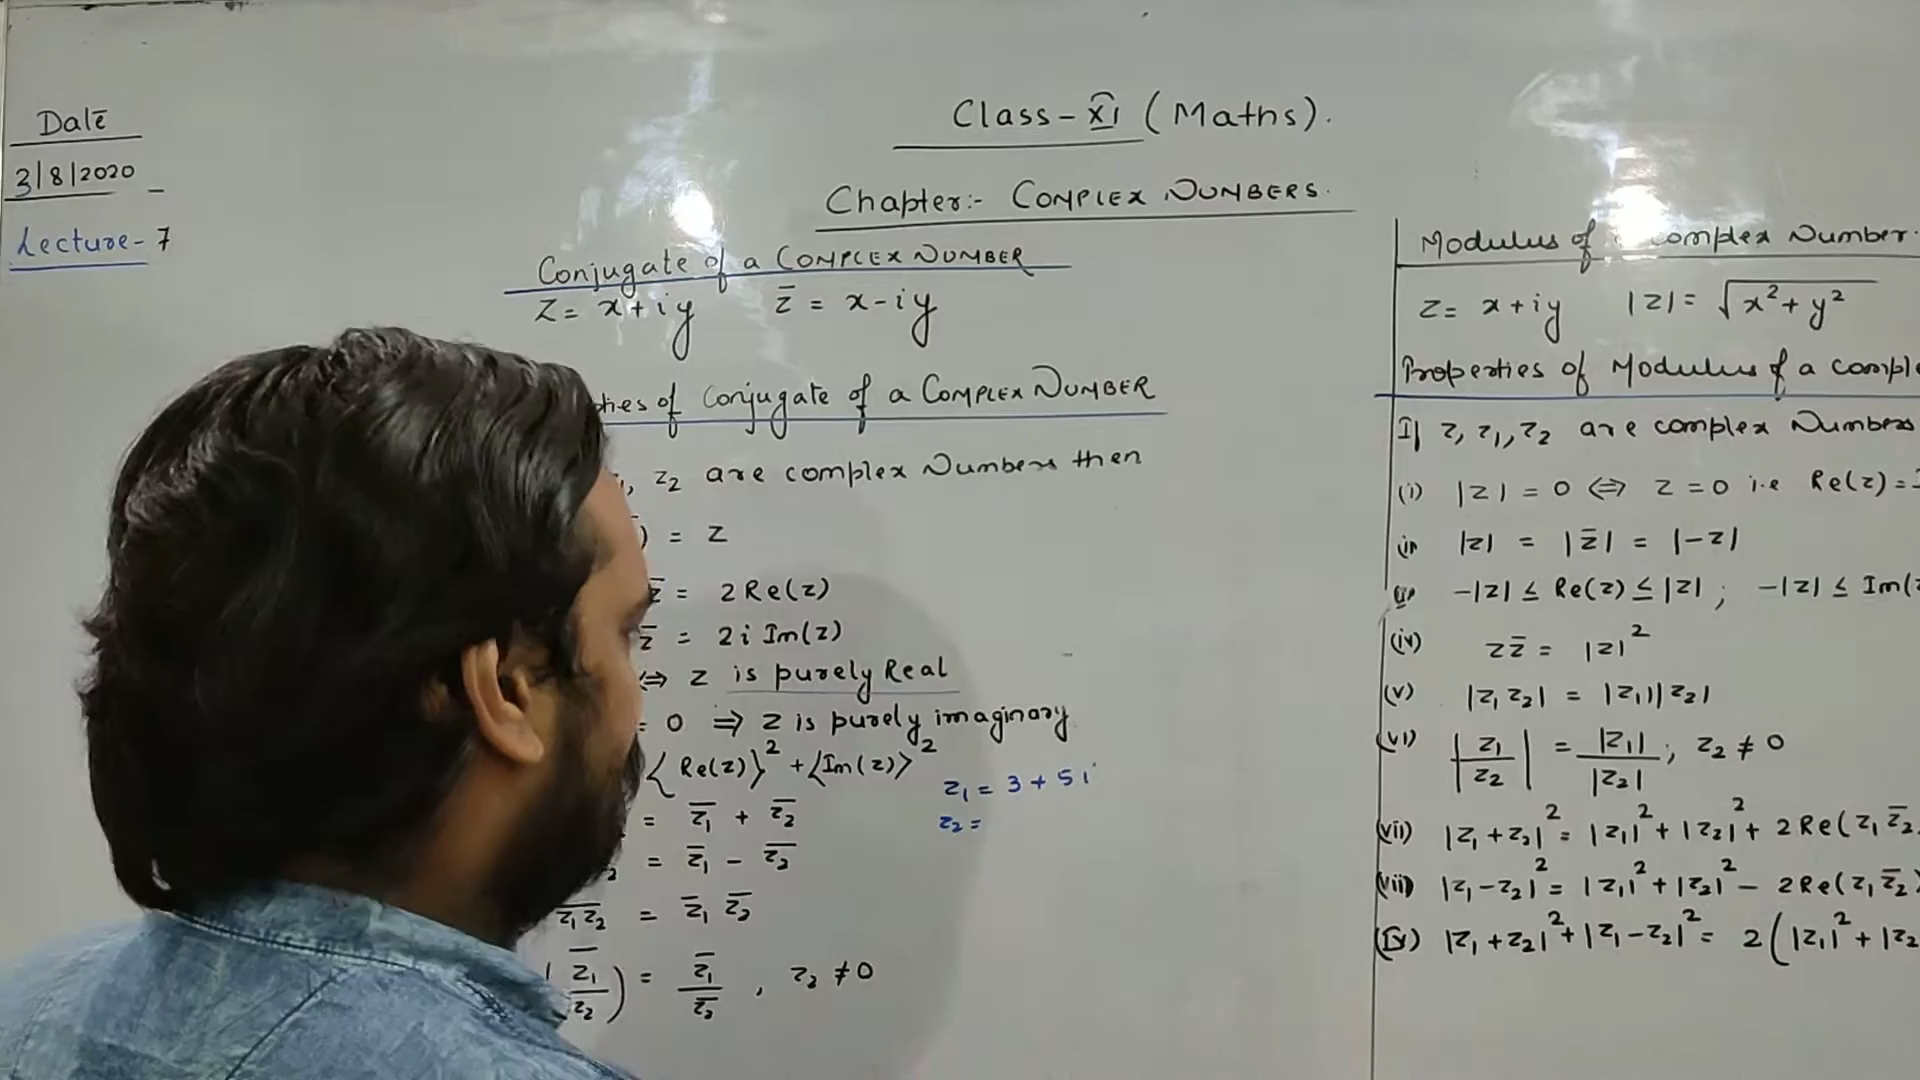 Date
3/8/2020
Lecture-7
Class-XI (Maths).
Chapter:- COMPLEX NUMBERS.
Conjugate of a COMPLEX NUMBER
Z = x+iy z̄ = x-iy
of Conjugate of a COMPLEX NUMBER
z₂ are complex Numbers then
) = z
z̄ = 2Re(z)
z̄ = 2i Im(z)
⇔ z is purely Real
= 0 ⇒ z is purely imaginary
{Re(z)}² + {Im(z)}²
z₁ = 3 + 5i
z₂ =
= z̄₁ + z̄₂
₂ = z̄₁ - z̄₂
z̄₁z̄₂ = z̄₁ z̄₂
(z̄₁/z₂) = z̄₁/z̄₂ , z₂ ≠ 0
Modulus of complex Number.
z = x+iy |z| = √x²+y²
Properties of Modulus of a
If z, z₁, z₂ are complex Numbers
(i) |z| = 0 ⇔ z = 0 i.e Re(z) =
(ii) |z| = |z̄| = |-z|
(iii) -|z| ≤ Re(z) ≤ |z| ; -|z| ≤ Im(
(iv) zz̄ = |z|²
(v) |z₁z₂| = |z₁||z₂|
(vi) |z₁/z₂| = |z₁|/|z₂| ; z₂ ≠ 0
(vii) |z₁+z₂|² = |z₁|²+|z₂|²+ 2Re(z₁z̄₂
(viii) |z₁-z₂|² = |z₁|²+|z₂|²- 2Re(z₁z̄₂)
(ix) |z₁+z₂|²+|z₁-z₂|² = 2(|z₁|²+|z₂